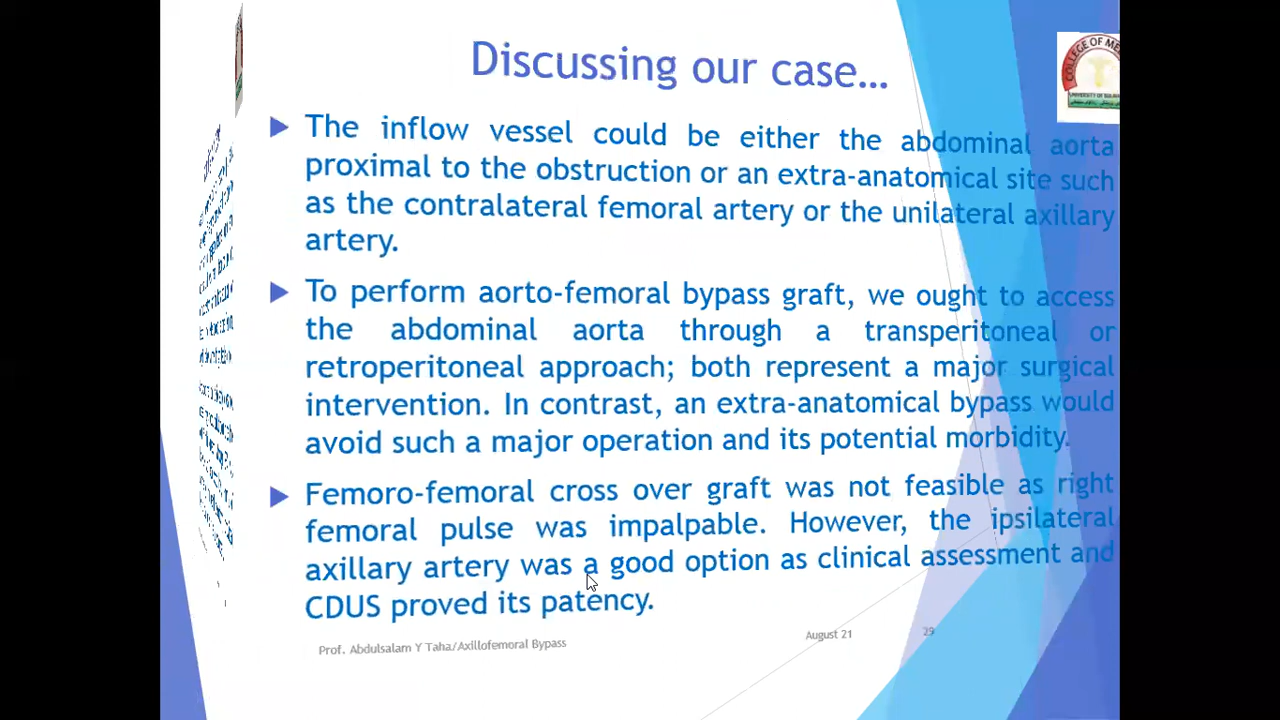 Discussing our case...
The inflow vessel could be either the abdominal aorta
proximal to the obstruction or an extra-anatomical site such
as the contralateral femoral artery or the unilateral axillary
artery.
To perform aorto-femoral bypass graft, we ought to access
the abdominal aorta through a transperitoneal or
retroperitoneal approach; both represent a major surgical
intervention. In contrast, an extra-anatomical bypass would
avoid such a major operation and its potential morbidity.
Femoro-femoral cross over graft was not feasible as right
femoral pulse was impalpable. However, the ipsilateral
axillary artery was a good option as clinical assessment and
CDUS proved its patency.
Prof. Abdulsalam Y Taha/Axillofemoral Bypass
August 21
29
COLLEGE OF ME